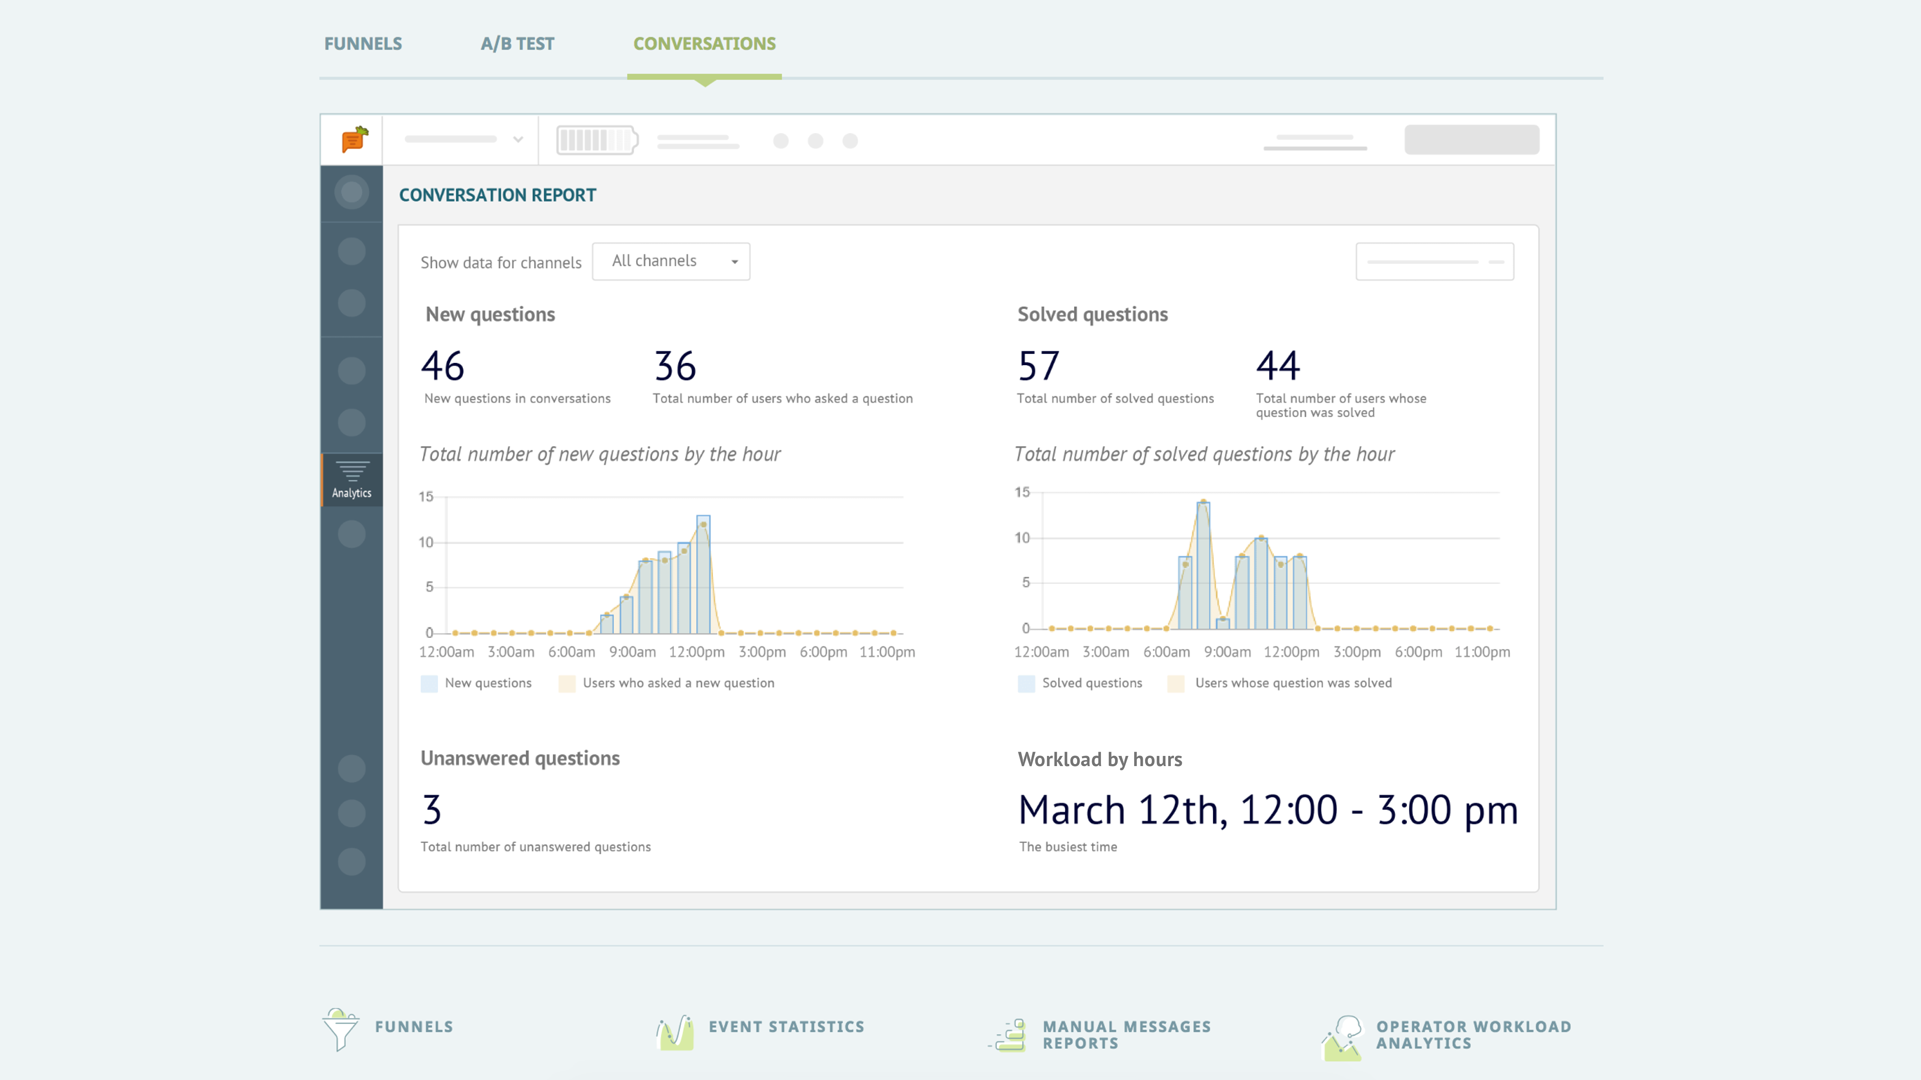 FUNNELS A/B TEST CONVERSATIONS
CONVERSATION REPORT
Show data for channels All channels
New questions
46 36
New questions in conversations Total number of users who asked a question
Total number of new questions by the hour
15
10
5
0
12:00am 3:00am 6:00am 9:00am 12:00pm 3:00pm 6:00pm 11:00pm
New questions Users who asked a new question
Solved questions
57 44
Total number of solved questions Total number of users whose
question was solved
Total number of solved questions by the hour
15
10
5
0
12:00am 3:00am 6:00am 9:00am 12:00pm 3:00pm 6:00pm 11:00pm
Solved questions Users whose question was solved
Analytics
Unanswered questions
3
Total number of unanswered questions
Workload by hours
March 12th, 12:00 - 3:00 pm
The busiest time
FUNNELS
EVENT STATISTICS
MANUAL MESSAGES
REPORTS
OPERATOR WORKLOAD
ANALYTICS